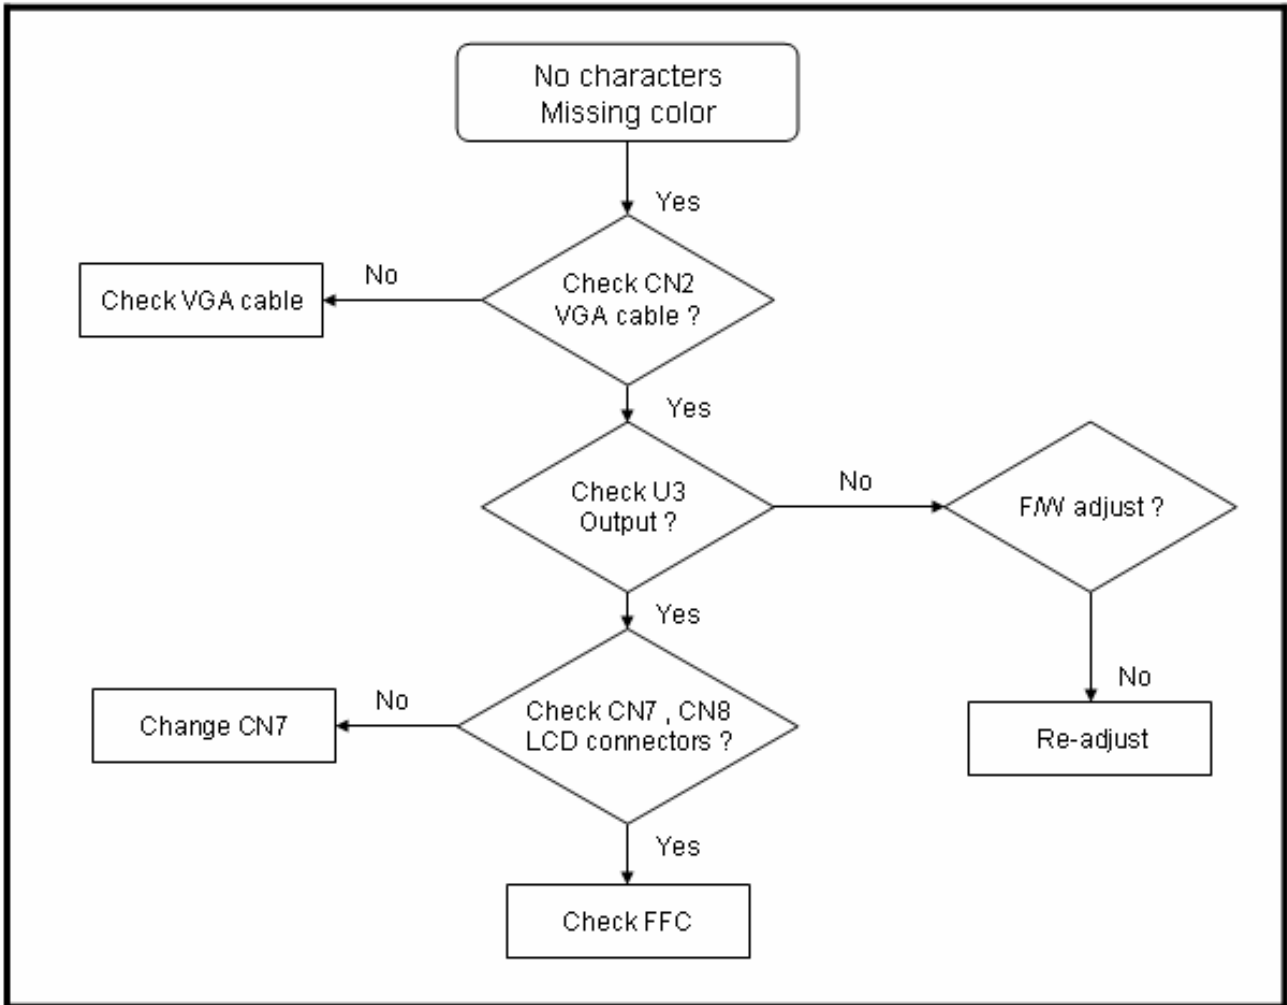 No characters
Missing color
Yes
Check CN2
VGA cable ?
No
Check VGA cable
Yes
Check U3
Output ?
No
F/W adjust ?
No
Re-adjust
Yes
Check CN7 , CN8
LCD connectors ?
No
Change CN7
Yes
Check FFC